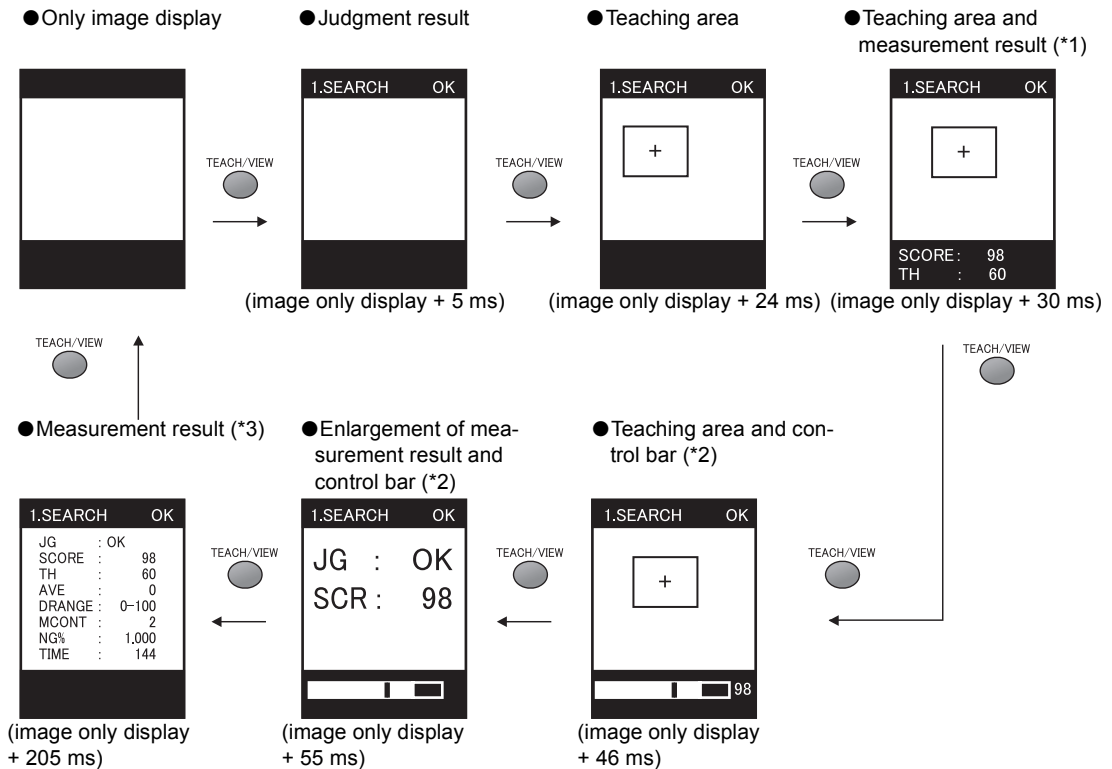 ●Only image display
●Judgment result
●Teaching area
●Teaching area and
measurement result (*1)
1.SEARCH OK
1.SEARCH OK
1.SEARCH OK
TEACH/VIEW
TEACH/VIEW
TEACH/VIEW
SCORE: 98
TH : 60
(image only display + 5 ms)
(image only display + 24 ms)
(image only display + 30 ms)
TEACH/VIEW
TEACH/VIEW
●Measurement result (*3)
●Enlargement of mea-
surement result and
control bar (*2)
●Teaching area and con-
trol bar (*2)
1.SEARCH OK
JG : OK
SCORE : 98
TH : 60
AVE : 0
DRANGE : 0-100
MCONT : 2
NG% : 1.000
TIME : 144
TEACH/VIEW
1.SEARCH OK
JG : OK
SCR : 98
TEACH/VIEW
1.SEARCH OK
98
TEACH/VIEW
(image only display
+ 205 ms)
(image only display
+ 55 ms)
(image only display
+ 46 ms)